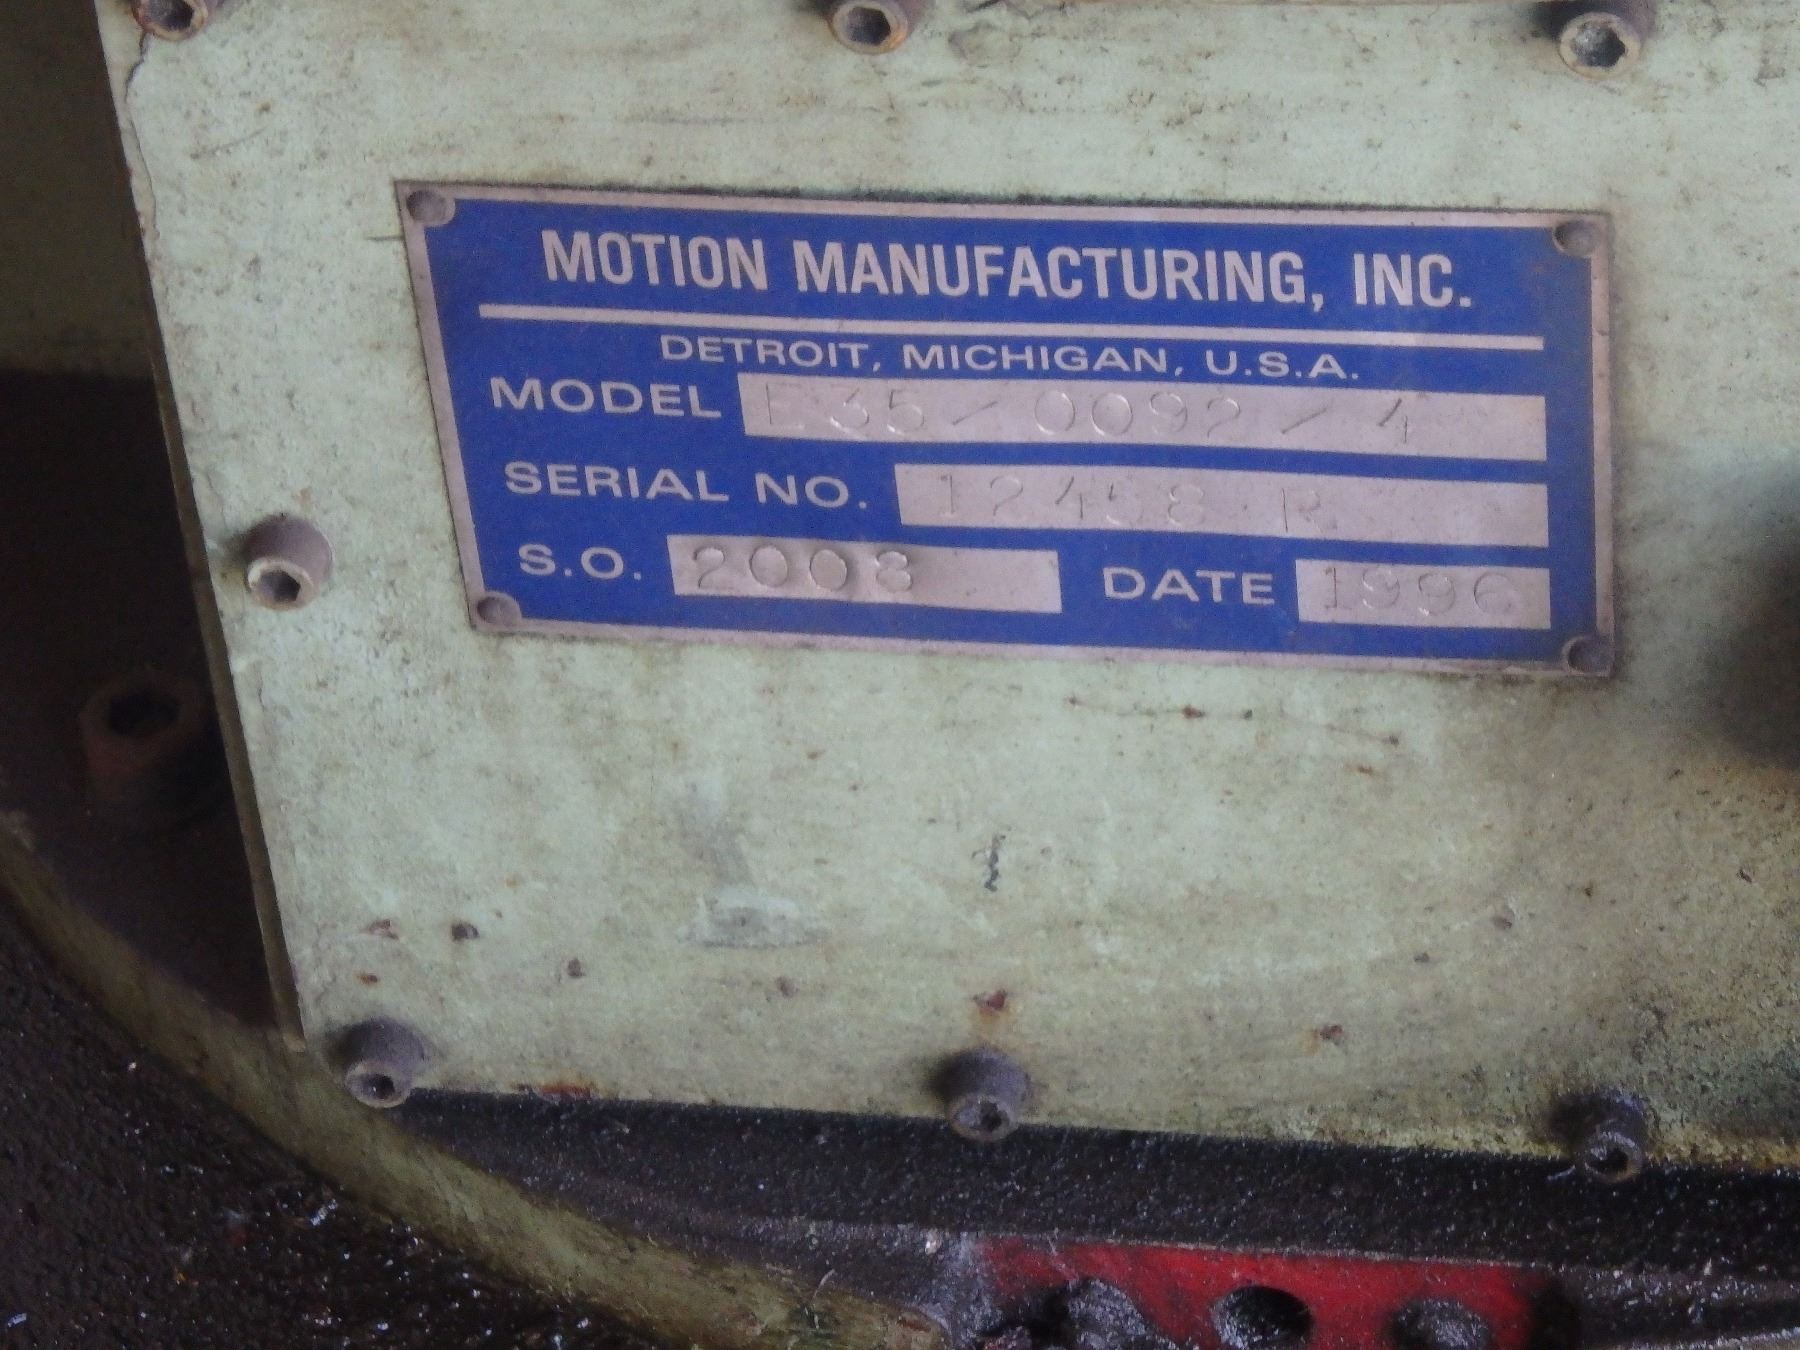 MOTION MANUFACTURING, INC.
DETROIT, MICHIGAN, U.S.A.
MODEL E35/0092/4
SERIAL NO. 12458 R
S.O. 2008 DATE 1996